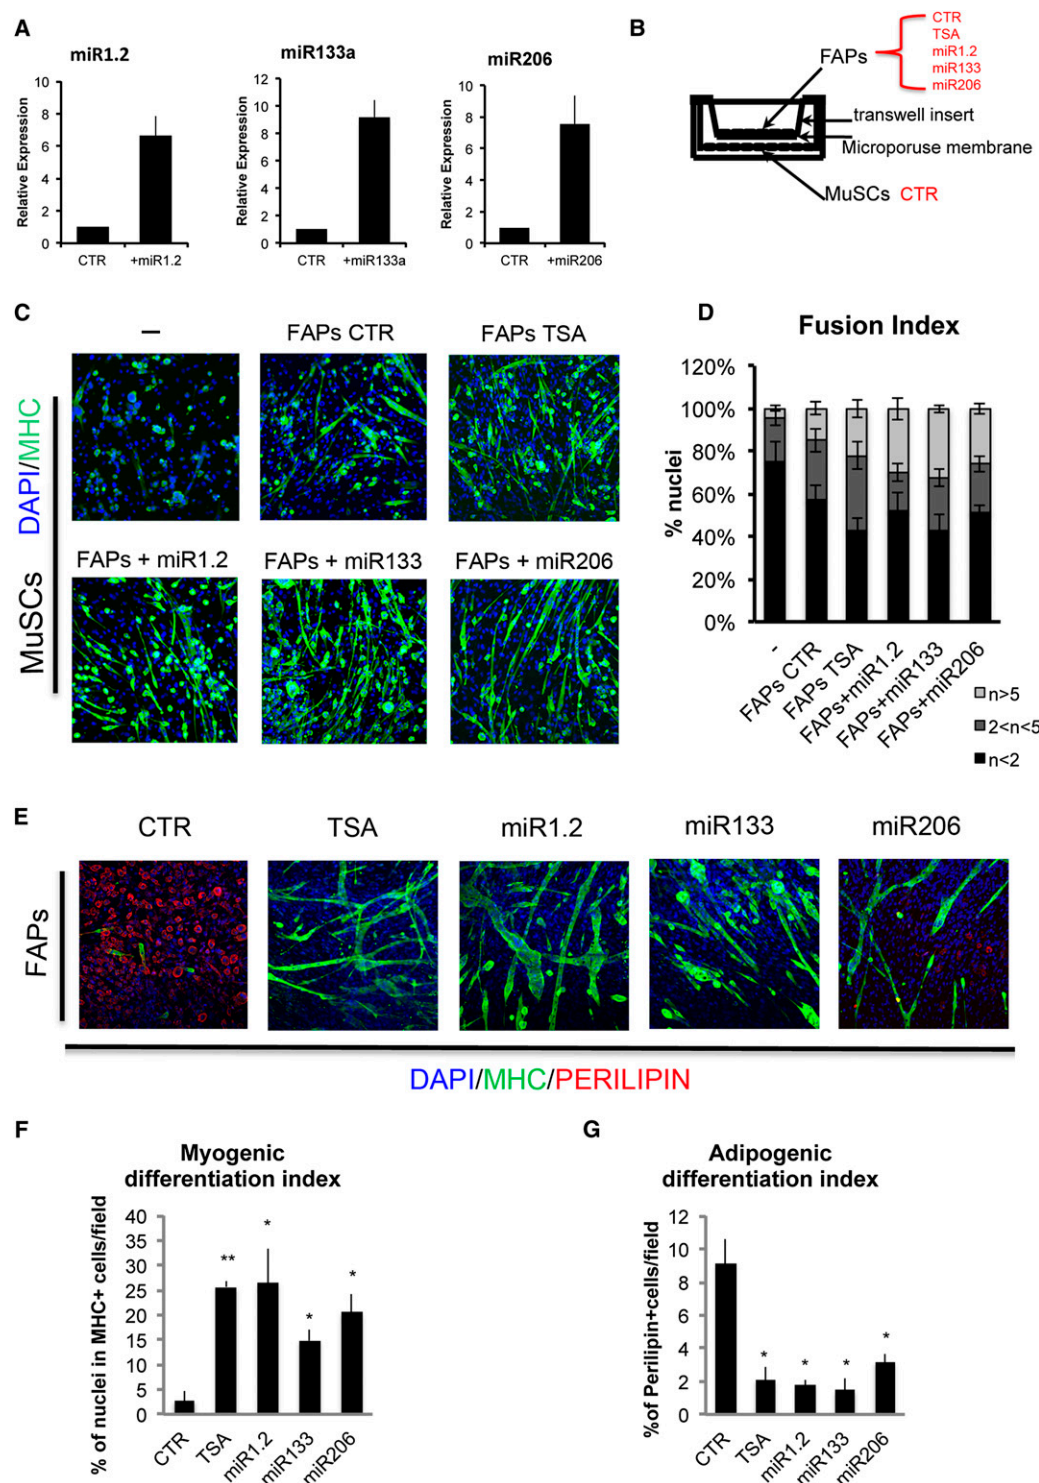 A
miR1.2
Relative Expression
10
8
6
4
2
0
CTR +miR1.2
miR133a
Relative Expression
12
10
8
6
4
2
0
CTR +miR133a
miR206
Relative Expression
10
8
6
4
2
0
CTR +miR206
B
FAPs
CTR
TSA
miR1.2
miR133
miR206
transwell insert
Microporuse membrane
MuSCs CTR
C
– FAPs CTR FAPs TSA
FAPs + miR1.2 FAPs + miR133 FAPs + miR206
DAPI/MHC
MuSCs
D
Fusion Index
% nuclei
120%
100%
80%
60%
40%
20%
0%
-
FAPs CTR
FAPs TSA
FAPs+miR1.2
FAPs+miR133
FAPs+miR206
n>5
2<n<5
n<2
E
CTR TSA miR1.2 miR133 miR206
FAPs
DAPI/MHC/PERILIPIN
F
Myogenic
differentiation index
% of nuclei in MHC+ cells/field
40
35
30
25
20
15
10
5
0
** * * *
CTR
TSA
miR1.2
miR133
miR206
G
Adipogenic
differentiation index
%of Perilipin+cells/field
12
10
8
6
4
2
0
* * * *
CTR
TSA
miR1.2
miR133
miR206